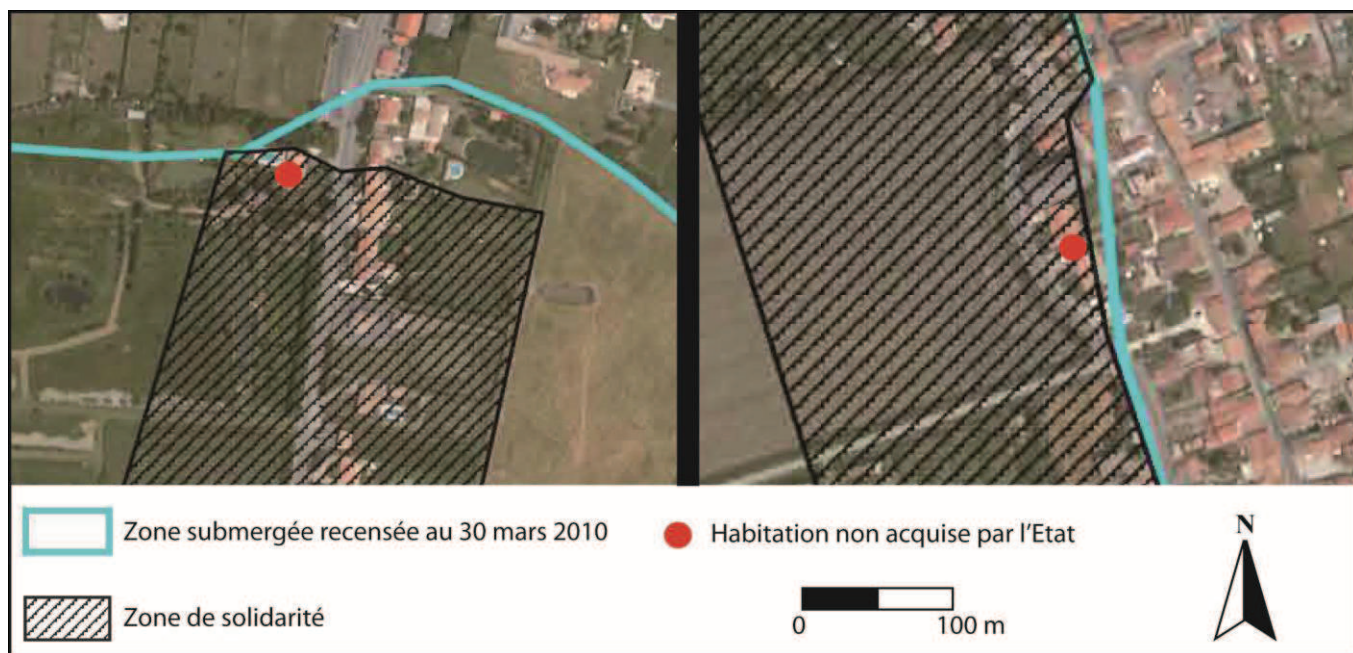 Zone submergée recensée au 30 mars 2010
Habitation non acquise par l'Etat
N
Zone de solidarité
0 100 m